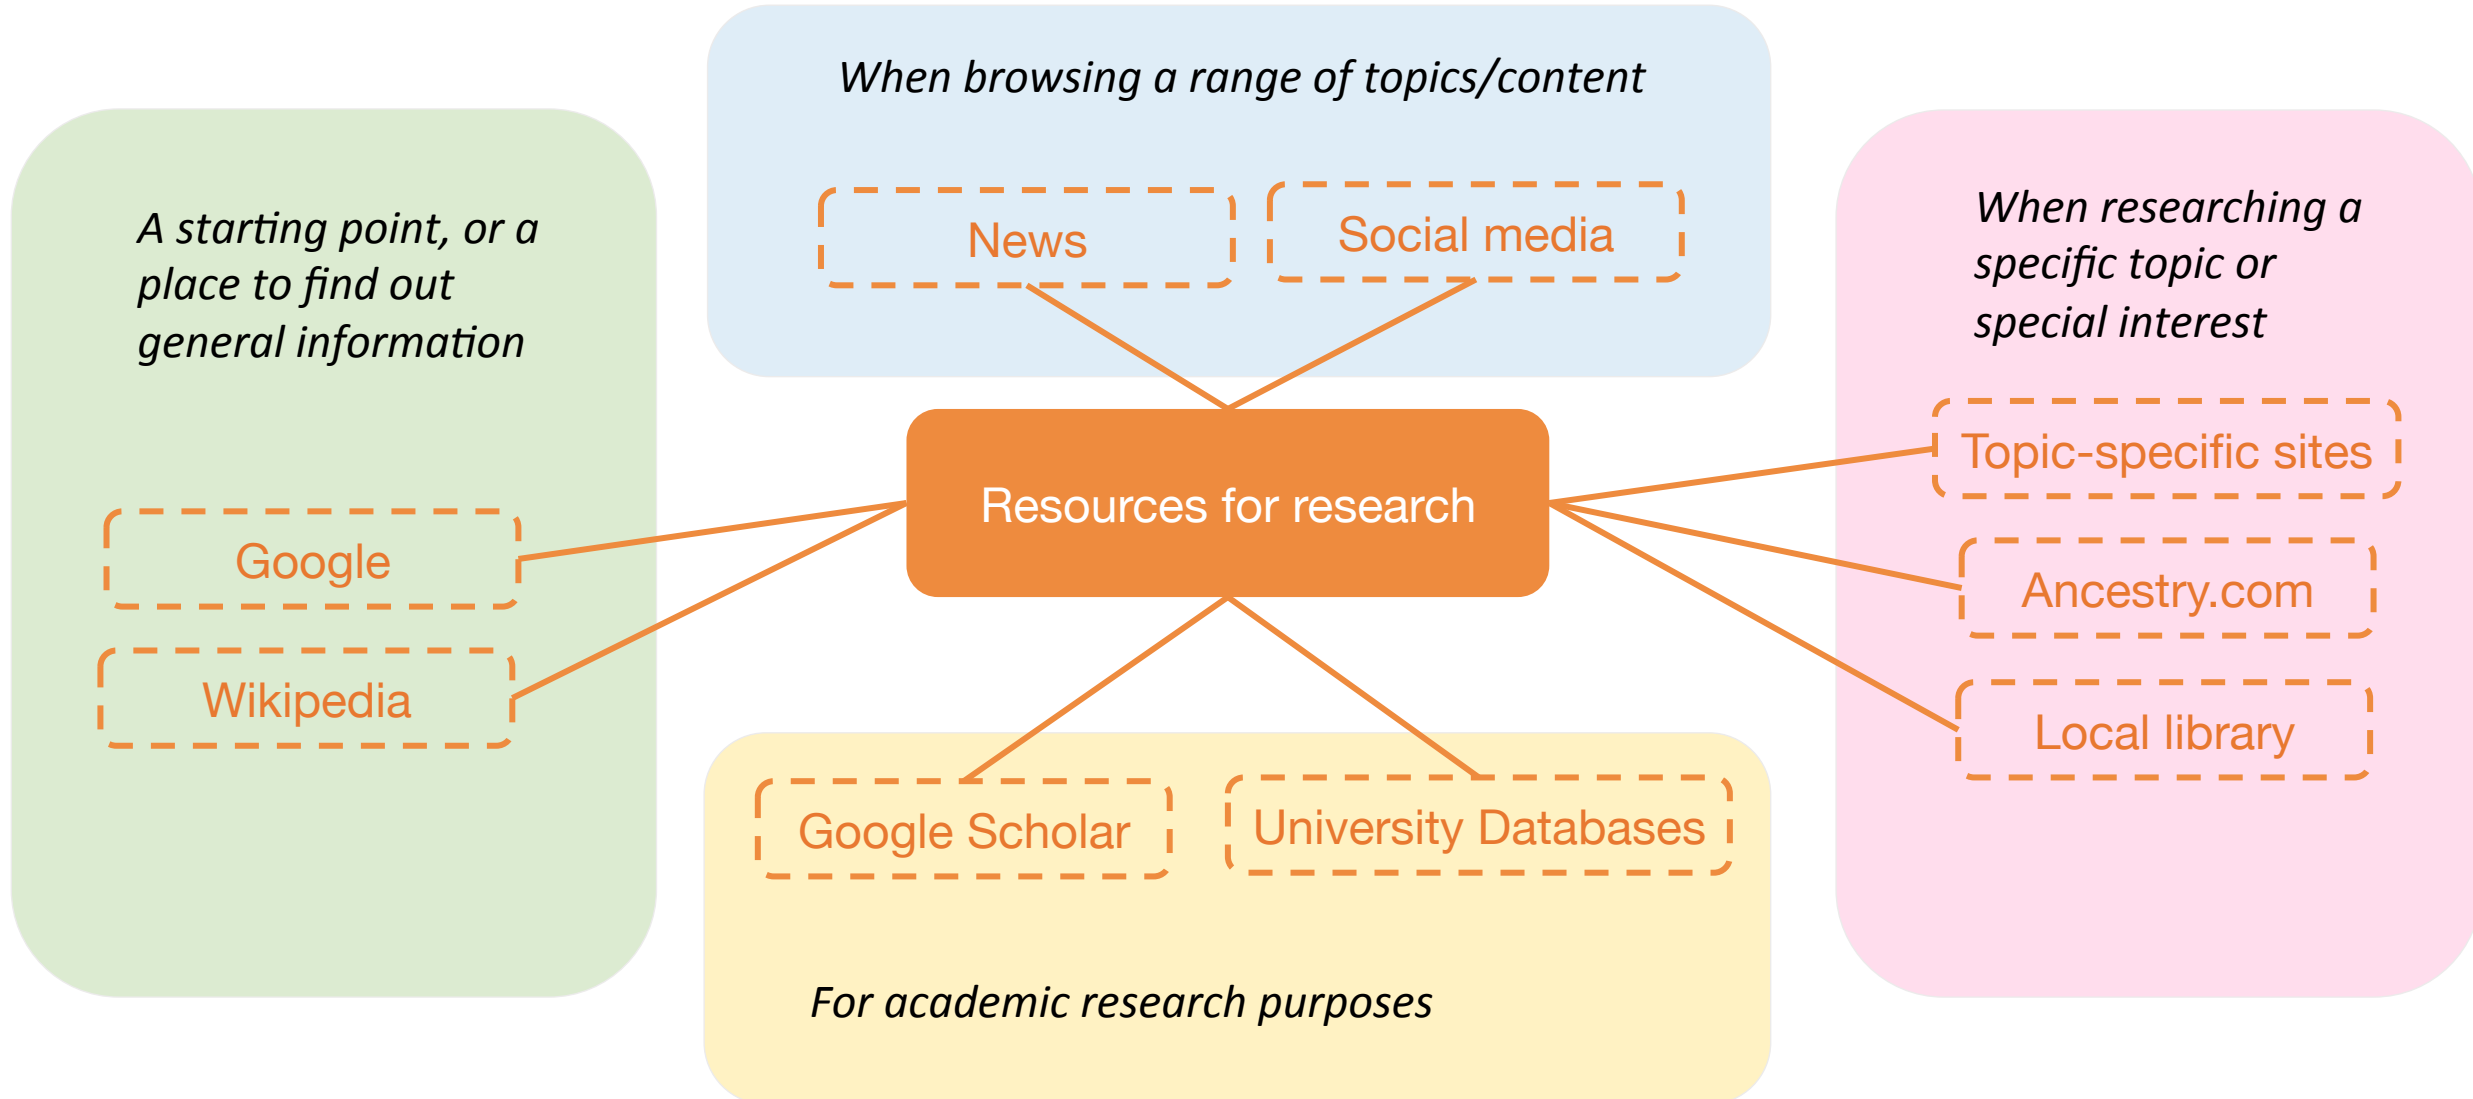 When browsing a range of topics/content
News
Social media
A starting point, or a
place to find out
general information
Google
Wikipedia
Resources for research
When researching a
specific topic or
special interest
Topic-specific sites
Ancestry.com
Local library
Google Scholar
University Databases
For academic research purposes